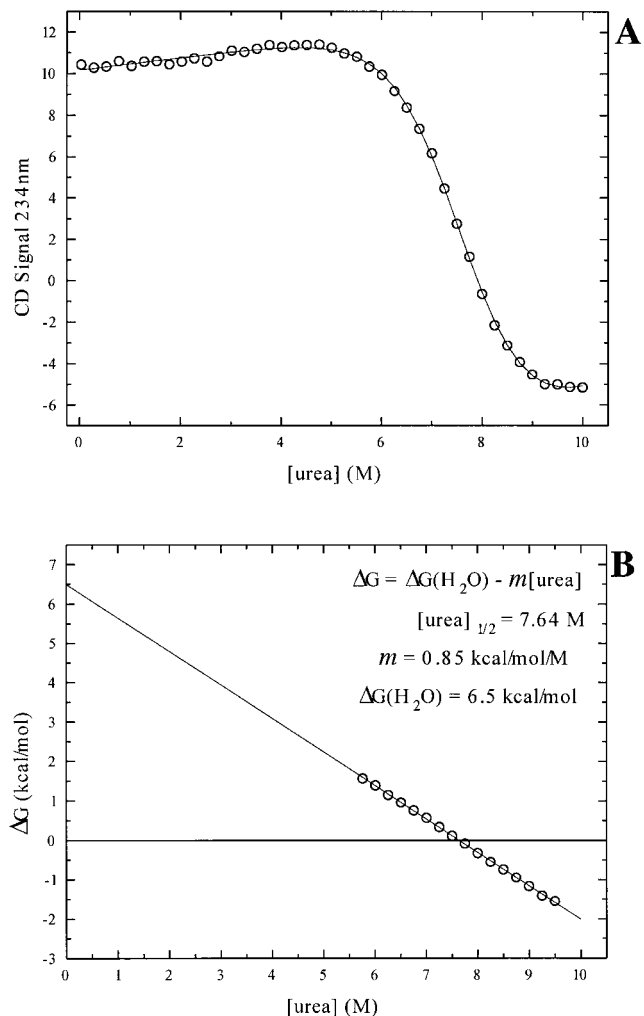 A
12
10
8
6
4
2
0
-2
-4
-6
CD Signal 234nm
0 2 4 6 8 10
[urea] (M)
B
7
6
5
4
3
2
1
0
-1
-2
-3
ΔG (kcal/mol)
ΔG = ΔG(H₂O) - m[urea]
[urea] 1/2 = 7.64 M
m = 0.85 kcal/mol/M
ΔG(H₂O) = 6.5 kcal/mol
0 1 2 3 4 5 6 7 8 9 10
[urea] (M)